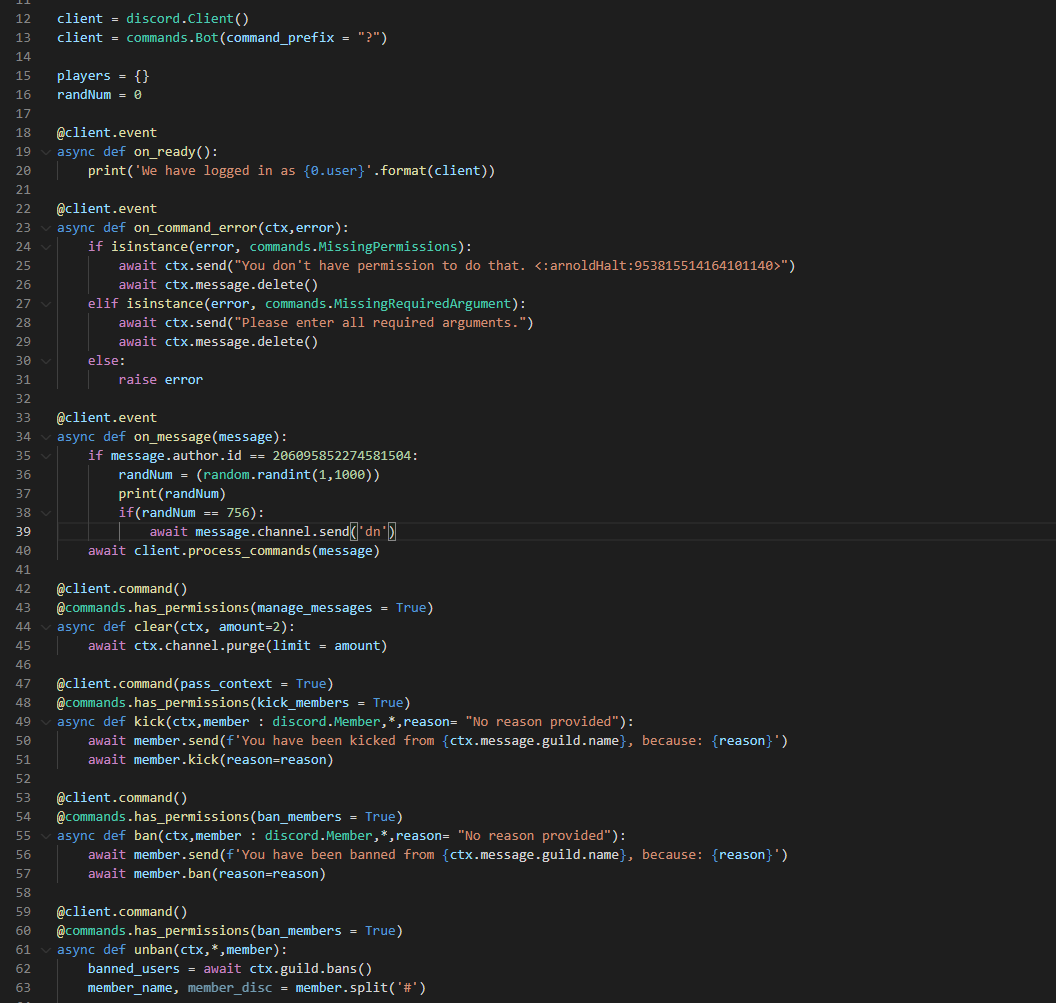 12 client = discord.Client()
13 client = commands.Bot(command_prefix = "?")
14
15 players = {}
16 randNum = 0
17
18 @client.event
19 async def on_ready():
20     print('We have logged in as {0.user}'.format(client))
21
22 @client.event
23 async def on_command_error(ctx,error):
24     if isinstance(error, commands.MissingPermissions):
25         await ctx.send("You don't have permission to do that. <:arnoldHalt:953815514164101140>")
26         await ctx.message.delete()
27     elif isinstance(error, commands.MissingRequiredArgument):
28         await ctx.send("Please enter all required arguments.")
29         await ctx.message.delete()
30     else:
31         raise error
32
33 @client.event
34 async def on_message(message):
35     if message.author.id == 206095852274581504:
36         randNum = (random.randint(1,1000))
37         print(randNum)
38         if(randNum == 756):
39             await message.channel.send('dn')
40     await client.process_commands(message)
41
42 @client.command()
43 @commands.has_permissions(manage_messages = True)
44 async def clear(ctx, amount=2):
45     await ctx.channel.purge(limit = amount)
46
47 @client.command(pass_context = True)
48 @commands.has_permissions(kick_members = True)
49 async def kick(ctx,member : discord.Member,*,reason= "No reason provided"):
50     await member.send(f'You have been kicked from {ctx.message.guild.name}, because: {reason}')
51     await member.kick(reason=reason)
52
53 @client.command()
54 @commands.has_permissions(ban_members = True)
55 async def ban(ctx,member : discord.Member,*,reason= "No reason provided"):
56     await member.send(f'You have been banned from {ctx.message.guild.name}, because: {reason}')
57     await member.ban(reason=reason)
58
59 @client.command()
60 @commands.has_permissions(ban_members = True)
61 async def unban(ctx,*,member):
62     banned_users = await ctx.guild.bans()
63     member_name, member_disc = member.split('#')